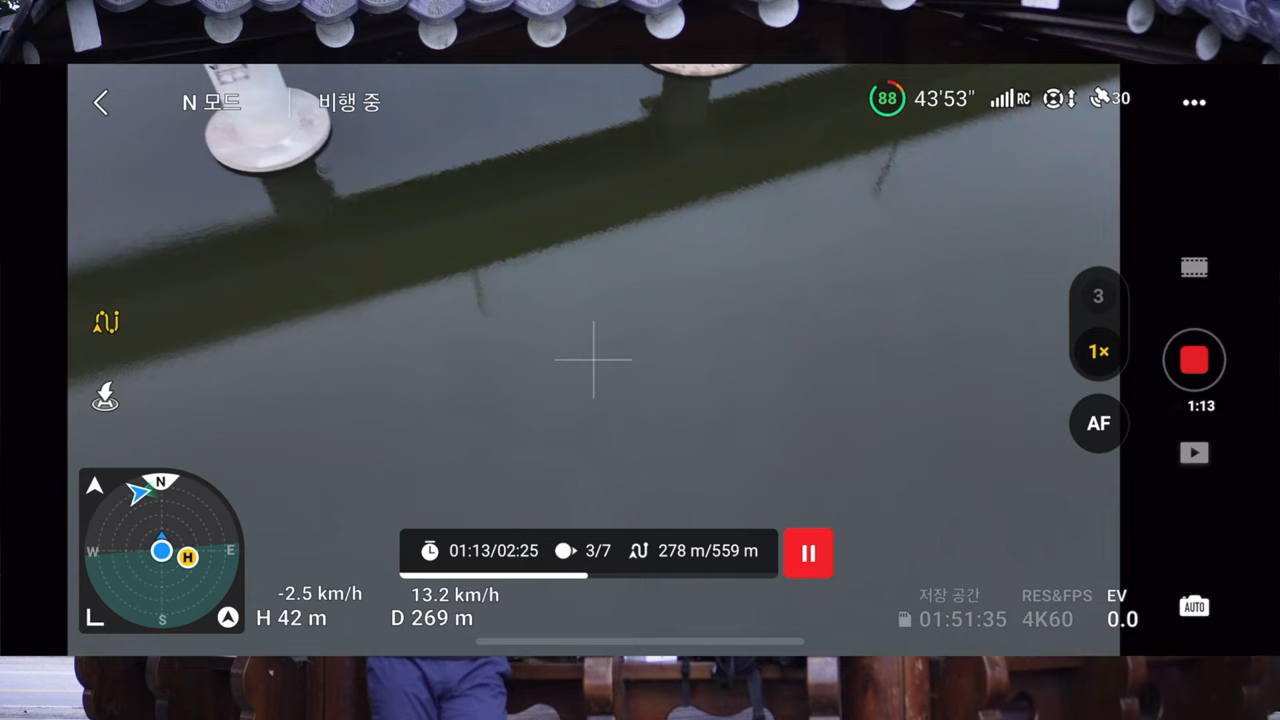 N 모드 비행 중
88 43'53" RC 30
3
1×
AF
1:13
N
W E
S
H
01:13/02:25 3/7 278 m/559 m
-2.5 km/h 13.2 km/h
H 42 m D 269 m
저장 공간 RES&FPS EV
01:51:35 4K60 0.0
AUTO